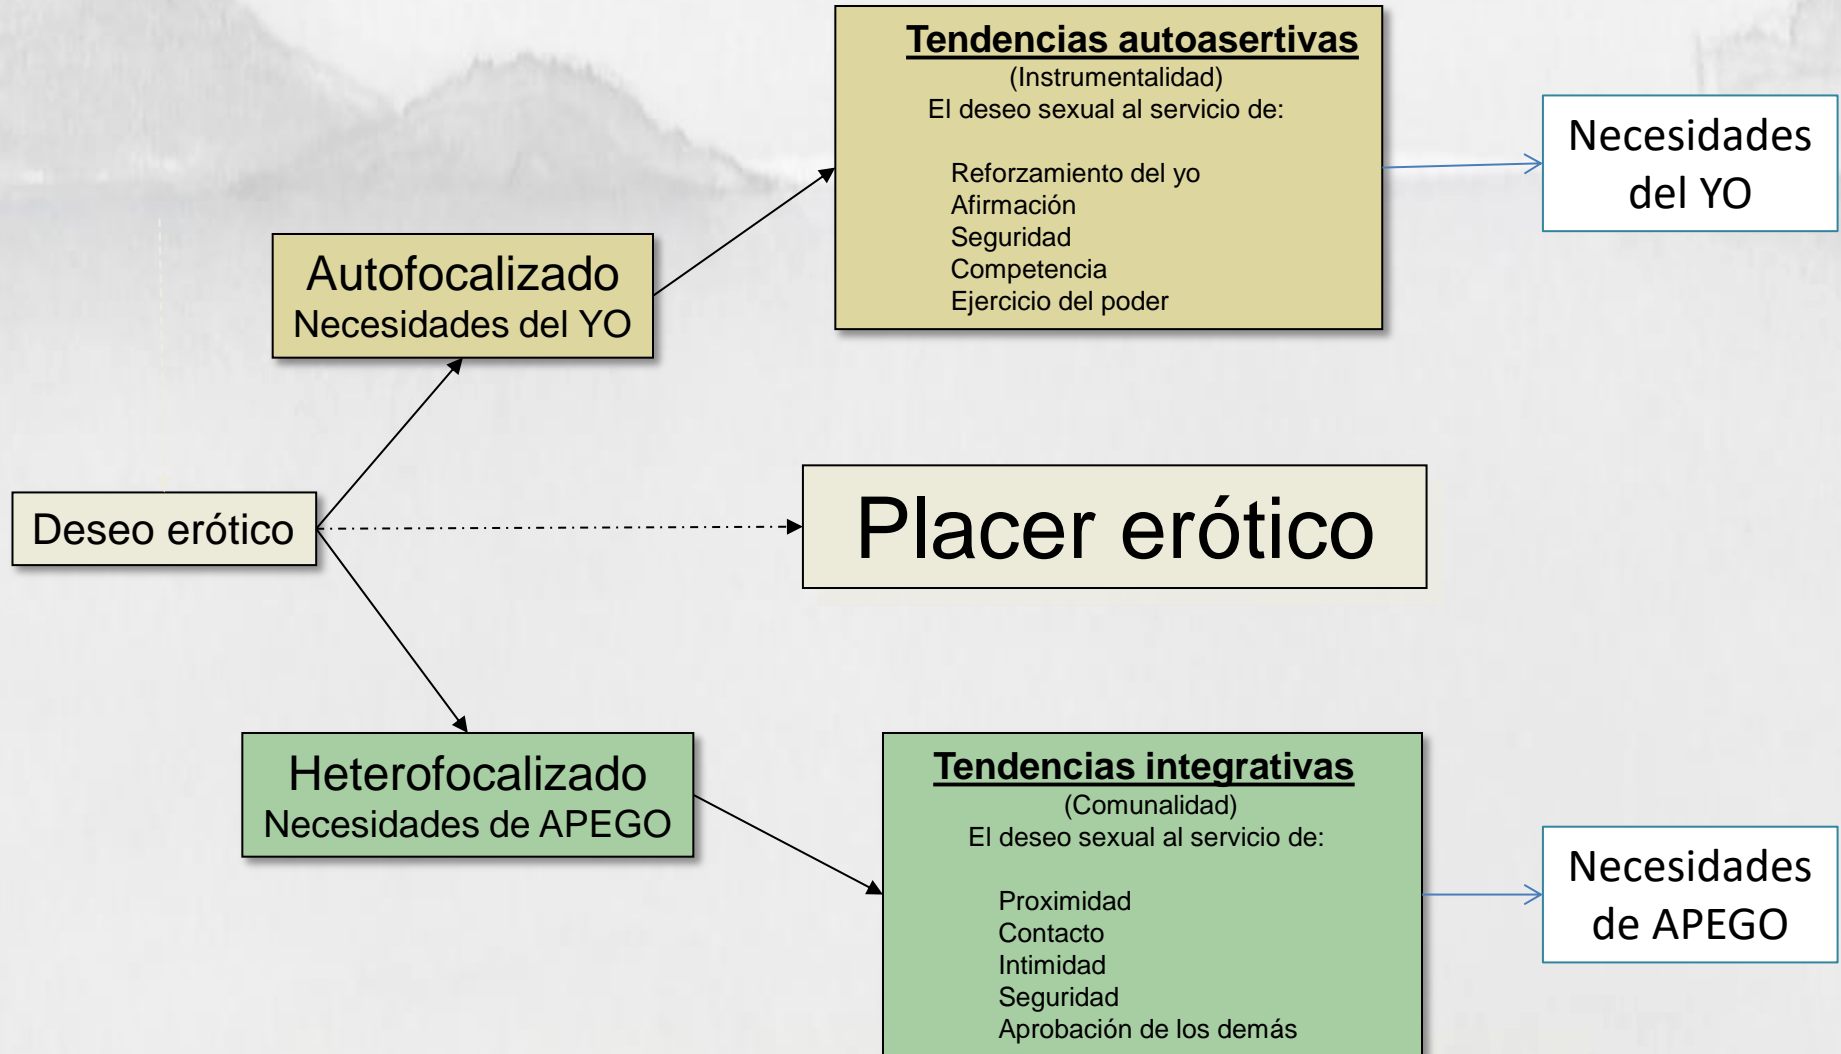 Tendencias autoasertivas
(Instrumentalidad)
El deseo sexual al servicio de:
Reforzamiento del yo
Afirmación
Seguridad
Competencia
Ejercicio del poder
Necesidades
del YO
Autofocalizado
Necesidades del YO
Deseo erótico
Placer erótico
Heterofocalizado
Necesidades de APEGO
Tendencias integrativas
(Comunalidad)
El deseo sexual al servicio de:
Proximidad
Contacto
Intimidad
Seguridad
Aprobación de los demás
Necesidades
de APEGO